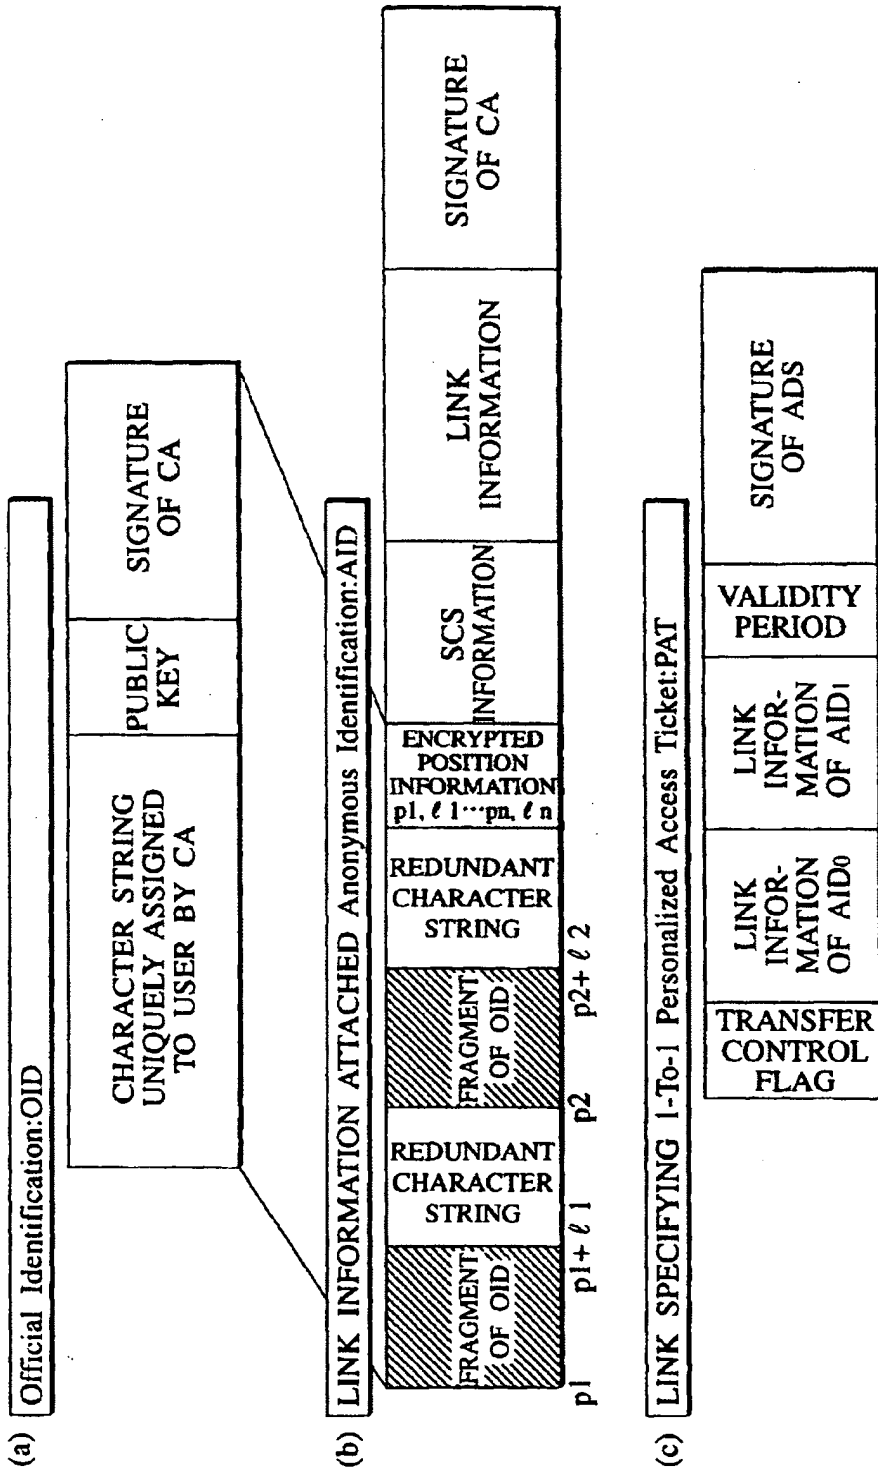 (a)
Official Identification:OID
CHARACTER STRING
UNIQUELY ASSIGNED
TO USER BY CA
PUBLIC
KEY
SIGNATURE
OF CA
(b)
LINK INFORMATION ATTACHED Anonymous Identification:AID
FRAGMENT
OF OID
REDUNDANT
CHARACTER
STRING
FRAGMENT
OF OID
REDUNDANT
CHARACTER
STRING
ENCRYPTED
POSITION
INFORMATION
p1, ℓ 1···pn, ℓ n
SCS
INFORMATION
LINK
INFORMATION
SIGNATURE
OF CA
p1
p1+ ℓ 1
p2
p2+ ℓ 2
(c)
LINK SPECIFYING 1-To-1 Personalized Access Ticket:PAT
TRANSFER
CONTROL
FLAG
LINK
INFOR-
MATION
OF AID0
LINK
INFOR-
MATION
OF AID1
VALIDITY
PERIOD
SIGNATURE
OF ADS